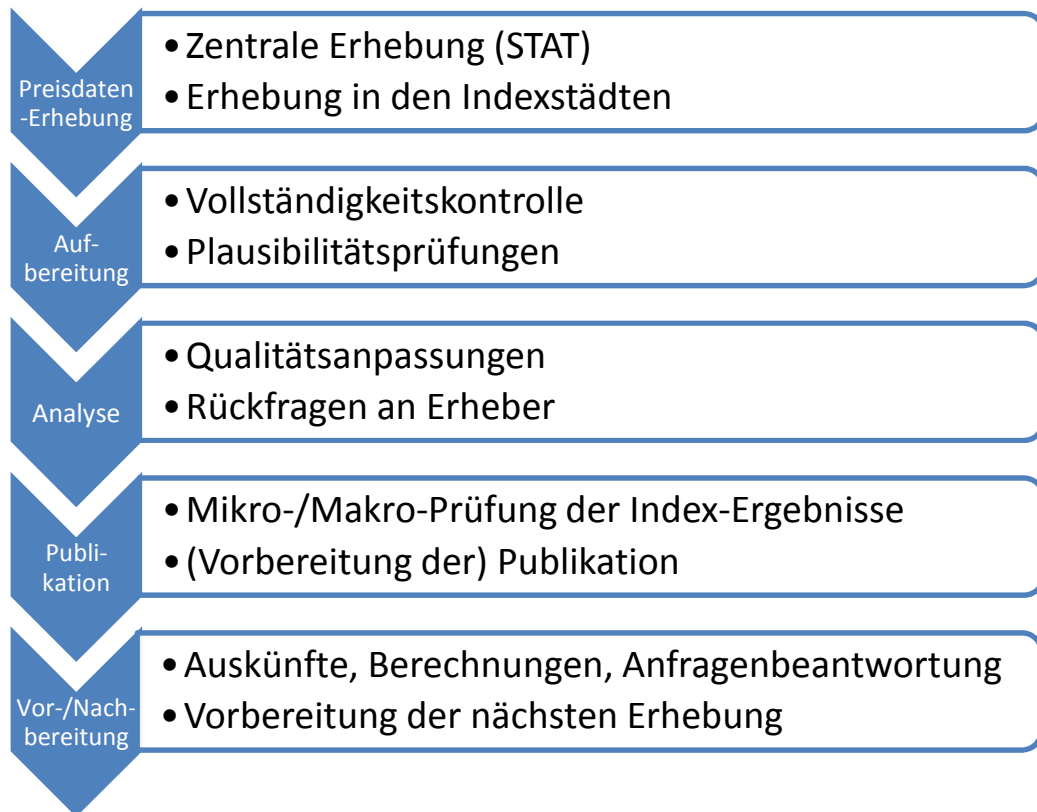 Preisdaten
-Erhebung
• Zentrale Erhebung (STAT)
• Erhebung in den Indexstädten
Auf-
bereitung
• Vollständigkeitskontrolle
• Plausibilitätsprüfungen
Analyse
• Qualitätsanpassungen
• Rückfragen an Erheber
Publi-
kation
• Mikro-/Makro-Prüfung der Index-Ergebnisse
• (Vorbereitung der) Publikation
Vor-/Nach-
bereitung
• Auskünfte, Berechnungen, Anfragenbeantwortung
• Vorbereitung der nächsten Erhebung